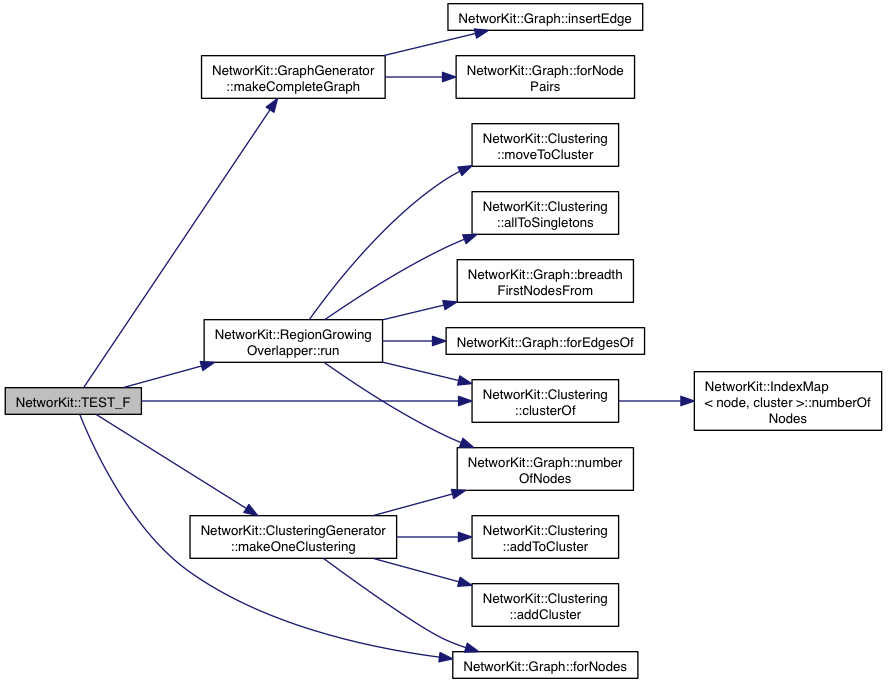 NetworKit::Graph::insertEdge
NetworKit::GraphGenerator
::makeCompleteGraph
NetworKit::Graph::forNode
Pairs
NetworKit::Clustering
::moveToCluster
NetworKit::Clustering
::allToSingletons
NetworKit::Graph::breadth
FirstNodesFrom
NetworKit::RegionGrowing
Overlapper::run
NetworKit::Graph::forEdgesOf
NetworKit::TEST_F
NetworKit::Clustering
::clusterOf
NetworKit::IndexMap
< node, cluster >::numberOf
Nodes
NetworKit::Graph::number
OfNodes
NetworKit::ClusteringGenerator
::makeOneClustering
NetworKit::Clustering
::addToCluster
NetworKit::Clustering
::addCluster
NetworKit::Graph::forNodes